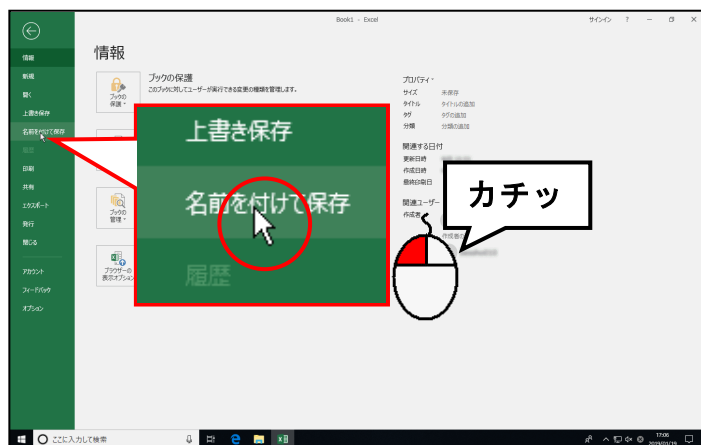 Book1 - Excel
サインイン ?
情報
新規
開く
上書き保存
名前を付けて保存
履歴
印刷
共有
エクスポート
発行
閉じる
アカウント
フィードバック
オプション
情報
ブックの
保護
ブックの保護
このブックに対してユーザーが実行できる変更の種類を管理します。
ブックの
管理
ブラウザーの
表示オプション
上書き保存
名前を付けて保存
履歴
プロパティ
サイズ 未保存
タイトル タイトルの追加
タグ タグの追加
分類 分類の追加
関連する日付
更新日時
作成日時
最終印刷日
関連ユーザー
作成者
カチッ
ここに入力して検索
17:06
2019/01/19